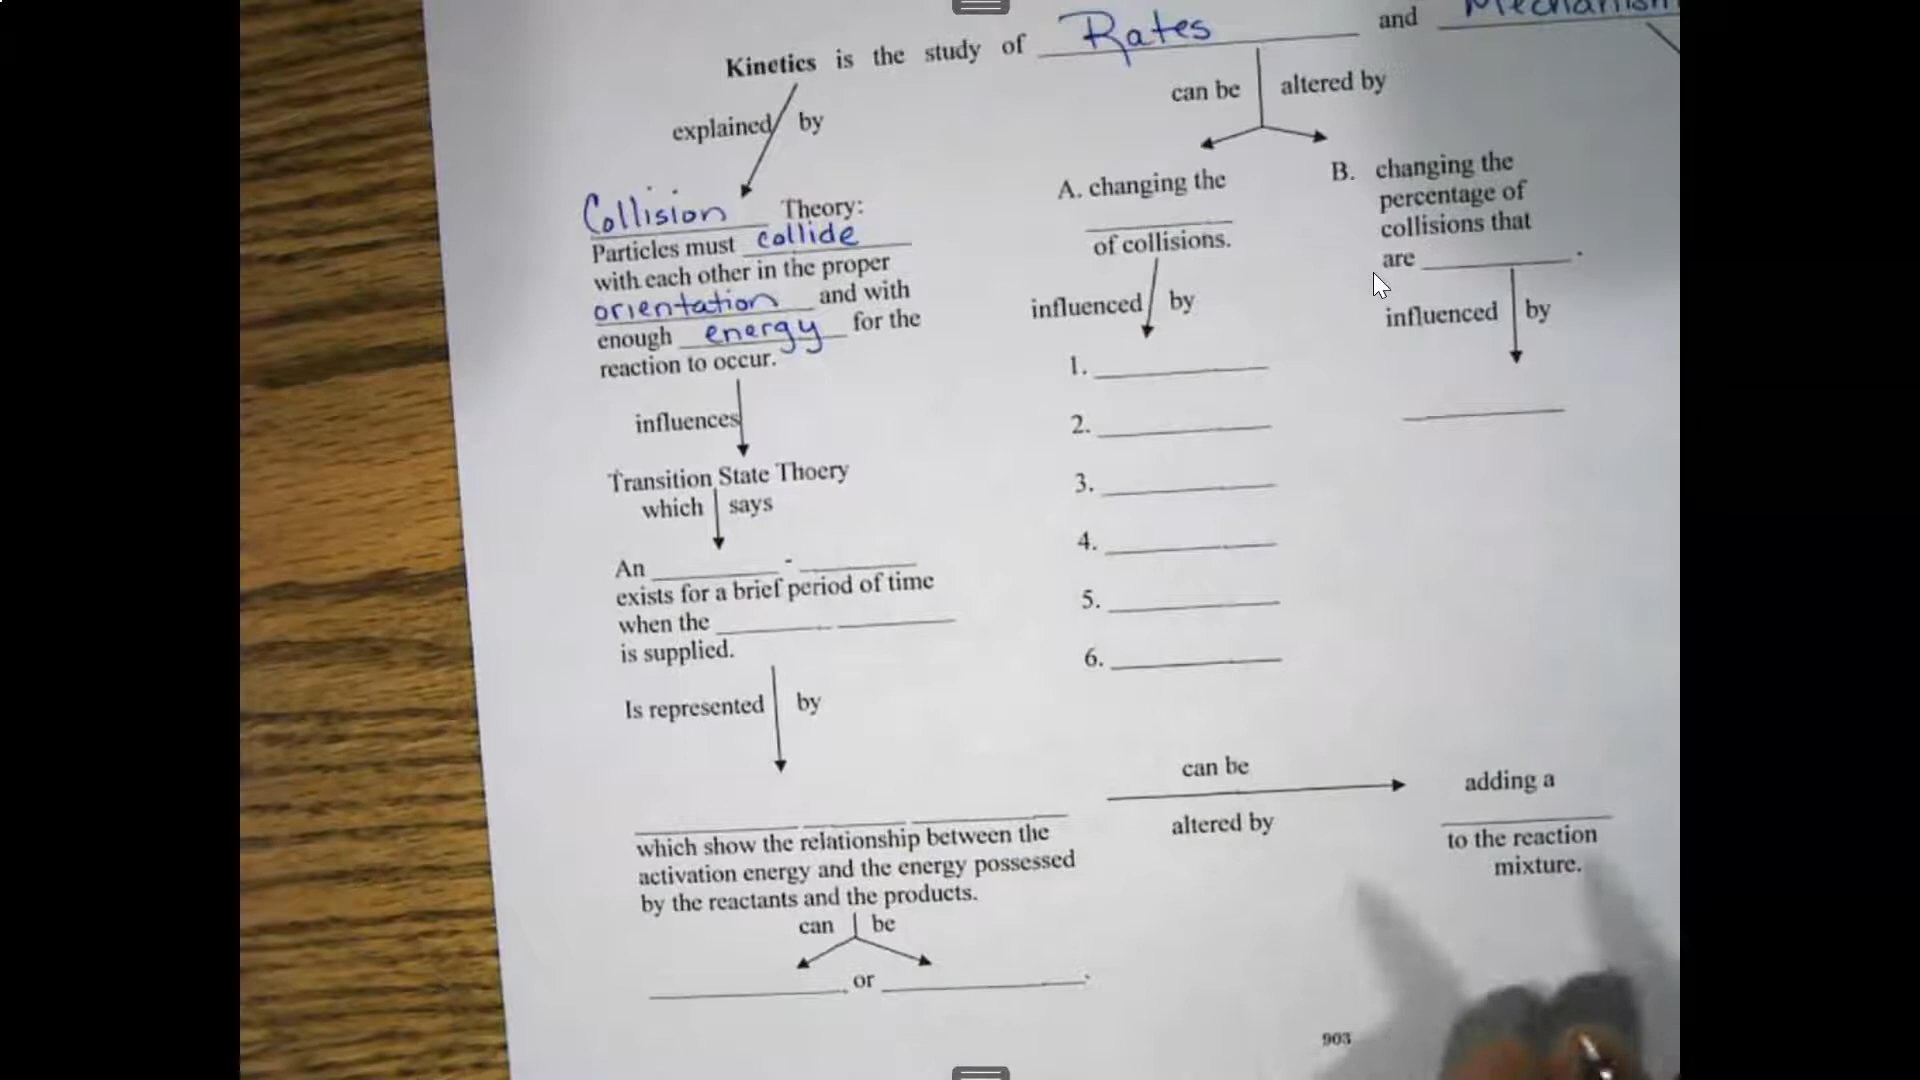 Kinetics is the study of Rates and Mechanism
explained by
Collision Theory:
Particles must collide
with each other in the proper
orientation and with
enough energy for the
reaction to occur.
influences
Transition State Thoery
which says
An - 
exists for a brief period of time
when the
is supplied.
Is represented by
which show the relationship between the
activation energy and the energy possessed
by the reactants and the products.
can be
or .
can be altered by
A. changing the
of collisions.
influenced by
1.
2.
3.
4.
5.
6.
B. changing the
percentage of
collisions that
are .
influenced by
can be
altered by
adding a
to the reaction
mixture.
903